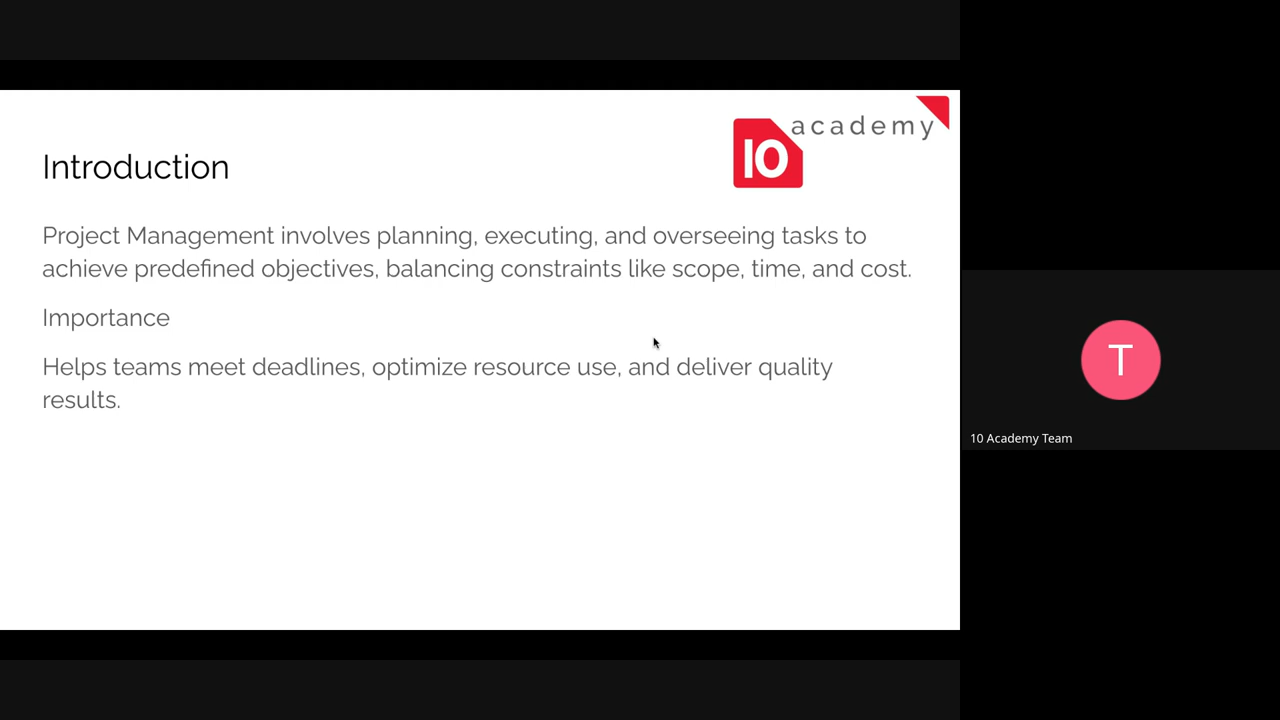 academy
10
Introduction
Project Management involves planning, executing, and overseeing tasks to
achieve predefined objectives, balancing constraints like scope, time, and cost.
Importance
Helps teams meet deadlines, optimize resource use, and deliver quality
results.
T
10 Academy Team